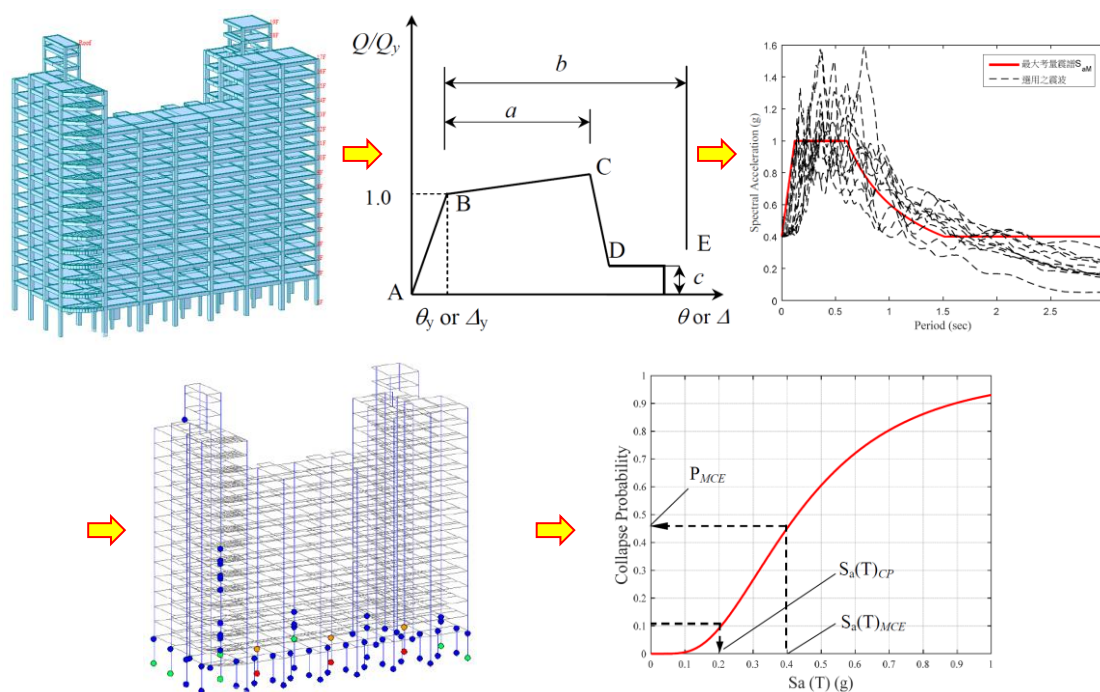 Roof
Q/Qy
b
a
C
1.0
B
D
E
A
c
θy or Δy
θ or Δ
1.6
1.4
1.2
1
0.8
0.6
0.4
0.2
0
Spectral Acceleration (g)
最大考量震譜SaM
選用之震波
0 0.5 1 1.5 2 2.5
Period (sec)
1
0.9
0.8
0.7
0.6
0.5
0.4
0.3
0.2
0.1
0
Collapse Probability
PMCE
Sa(T)CP
Sa(T)MCE
0 0.1 0.2 0.3 0.4 0.5 0.6 0.7 0.8 0.9 1
Sa (T) (g)